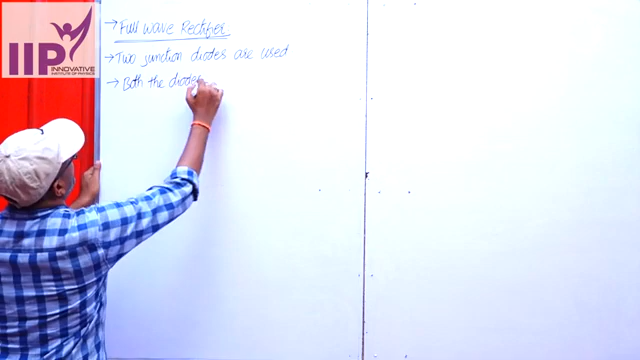 IIP
INNOVATIVE
INSTITUTE OF PHYSICS
→ Full wave Rectifier
→ Two junction diodes are used
→ Both the diodes